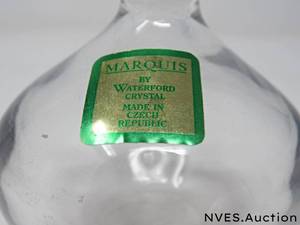 MARQUIS
BY
WATERFORD
CRYSTAL
MADE IN
CZECH
REPUBLIC
NVES.Auction